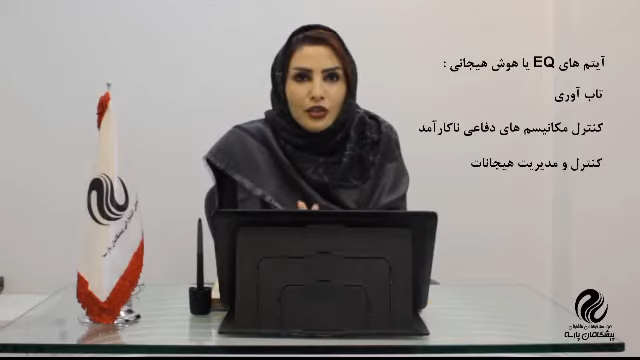 آیتم های EQ یا هوش هیجانی :
تاب آوری
کنترل مکانیسم های دفاعی ناکارآمد
کنترل و مدیریت هیجانات
پیشگامان پارسه